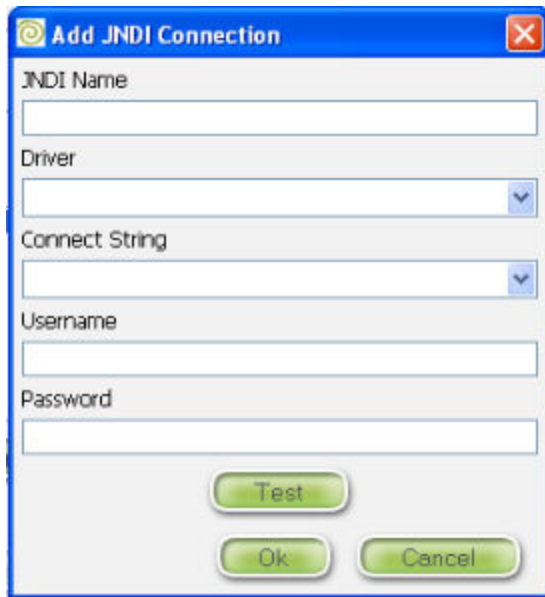 Add JNDI Connection
JNDI Name
Driver
Connect String
Username
Password
Test
Ok
Cancel